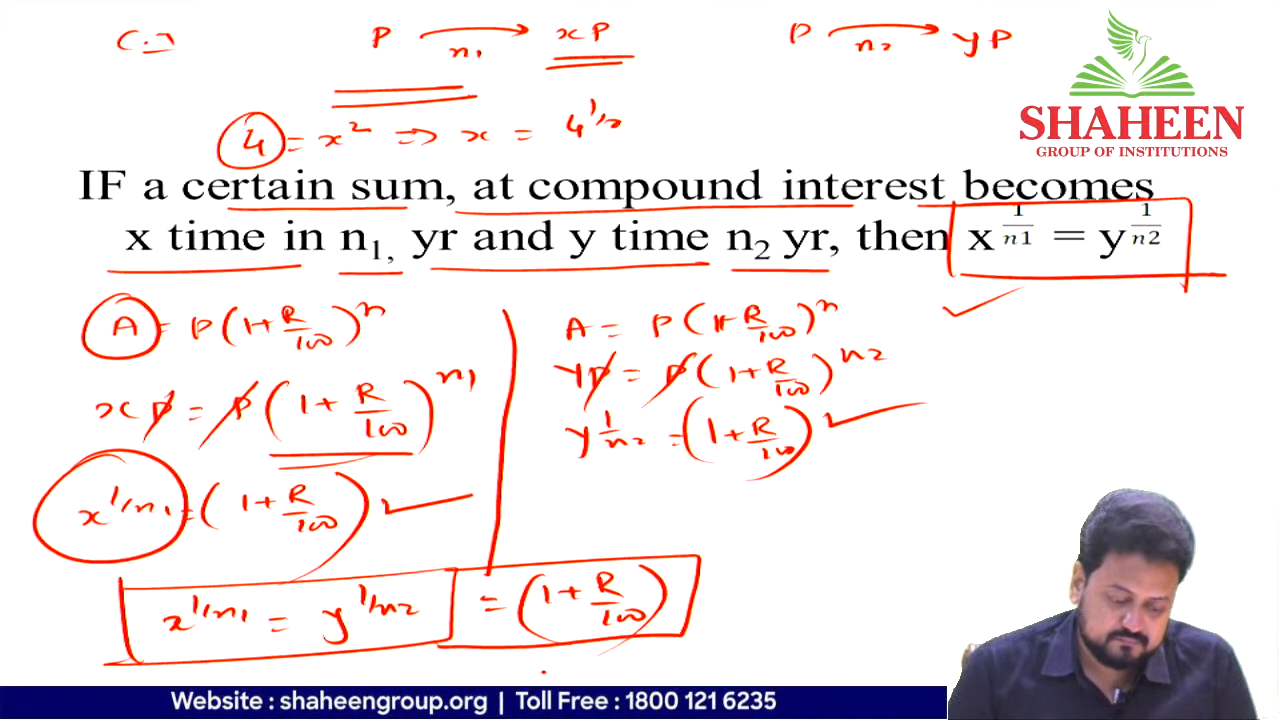 C.I P n₁ xP P n₂ yP
4 = x² ⇒ x = 4^1/2
SHAHEEN
GROUP OF INSTITUTIONS
IF a certain sum, at compound interest becomes
x time in n₁, yr and y time n₂ yr, then x^(1/n1) = y^(1/n2)
A = P(1+R/100)^n
xP = P(1+R/100)^n₁
x^1/n₁ = (1+R/100)
A = P(1+R/100)^n
yP = P(1+R/100)^n₂
y^1/n₂ = (1+R/100)
x^1/n₁ = y^1/n₂ = (1+R/100)
Website : shaheengroup.org | Toll Free : 1800 121 6235